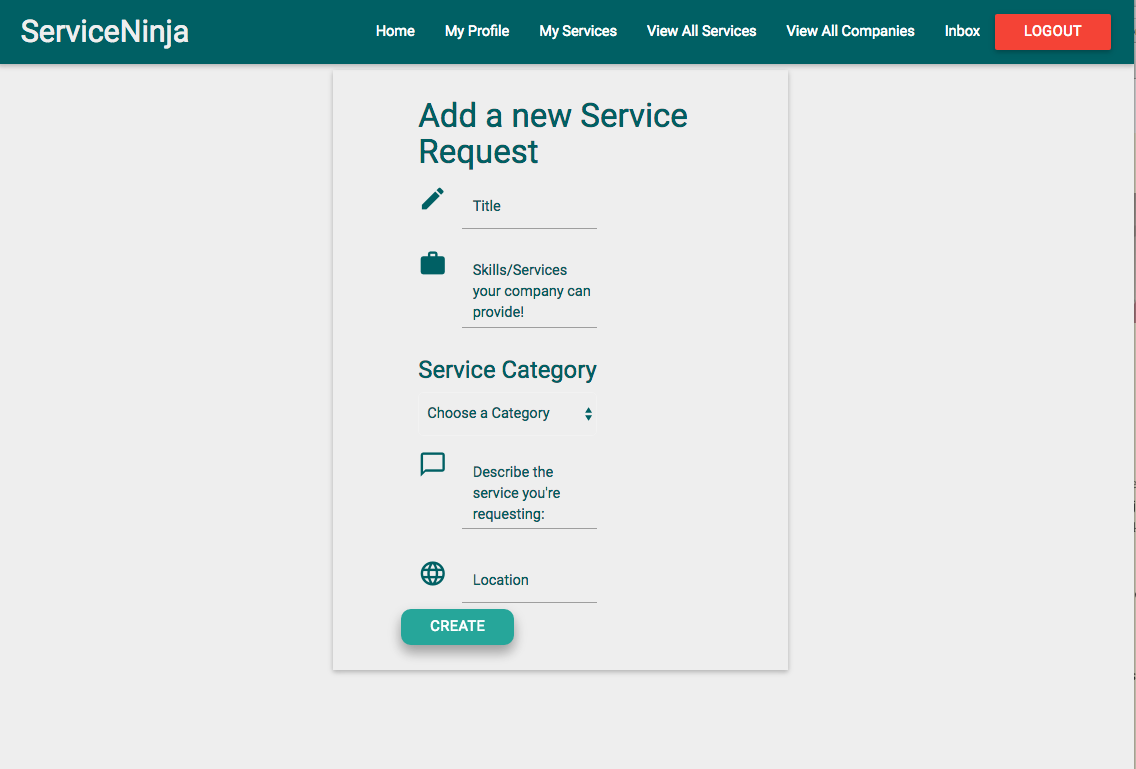 ServiceNinja
Home My Profile My Services View All Services View All Companies Inbox LOGOUT
Add a new Service
Request
Title
Skills/Services
your company can
provide!
Service Category
Choose a Category
Describe the
service you're
requesting:
Location
CREATE